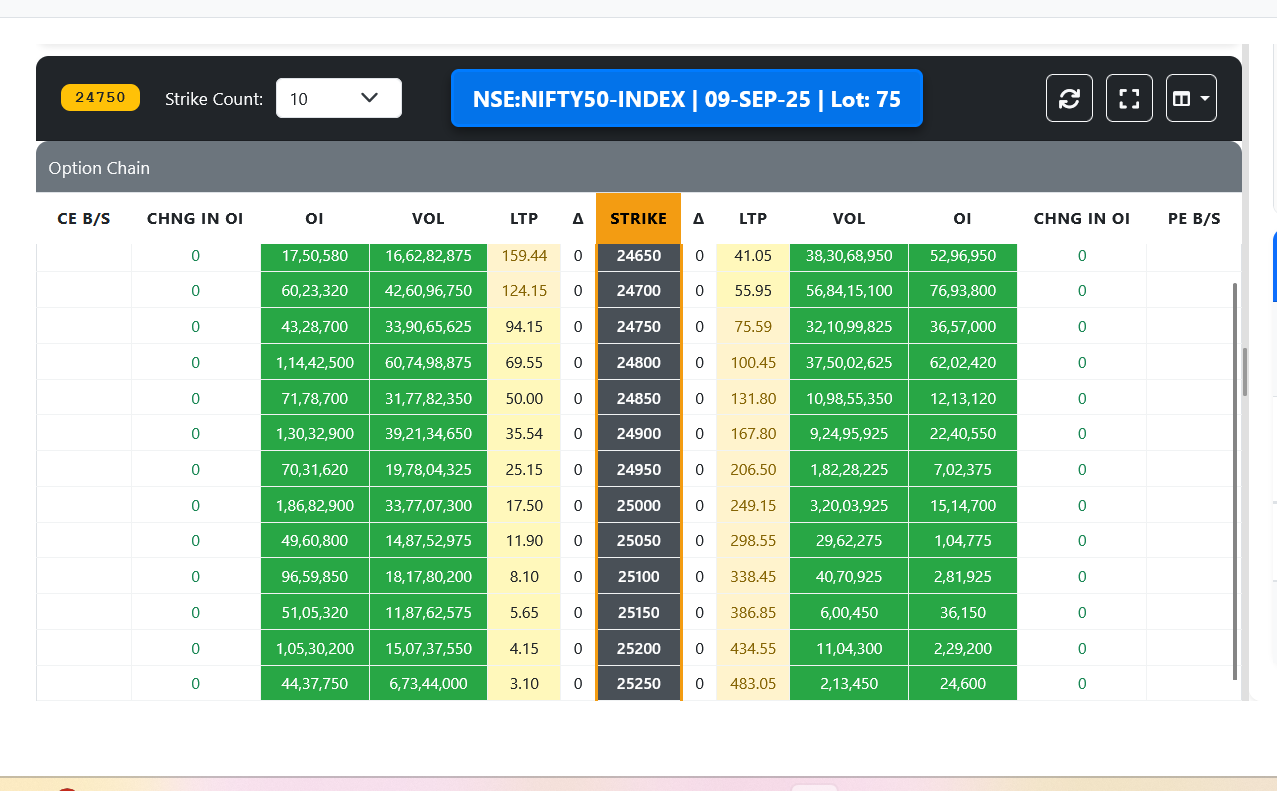 24750 Strike Count: 10 NSE:NIFTY50-INDEX | 09-SEP-25 | Lot: 75
Option Chain
CE B/S CHNG IN OI OI VOL LTP Δ STRIKE Δ LTP VOL OI CHNG IN OI PE B/S
0 17,50,580 16,62,82,875 159.44 0 24650 0 41.05 38,30,68,950 52,96,950 0
0 60,23,320 42,60,96,750 124.15 0 24700 0 55.95 56,84,15,100 76,93,800 0
0 43,28,700 33,90,65,625 94.15 0 24750 0 75.59 32,10,99,825 36,57,000 0
0 1,14,42,500 60,74,98,875 69.55 0 24800 0 100.45 37,50,02,625 62,02,420 0
0 71,78,700 31,77,82,350 50.00 0 24850 0 131.80 10,98,55,350 12,13,120 0
0 1,30,32,900 39,21,34,650 35.54 0 24900 0 167.80 9,24,95,925 22,40,550 0
0 70,31,620 19,78,04,325 25.15 0 24950 0 206.50 1,82,28,225 7,02,375 0
0 1,86,82,900 33,77,07,300 17.50 0 25000 0 249.15 3,20,03,925 15,14,700 0
0 49,60,800 14,87,52,975 11.90 0 25050 0 298.55 29,62,275 1,04,775 0
0 96,59,850 18,17,80,200 8.10 0 25100 0 338.45 40,70,925 2,81,925 0
0 51,05,320 11,87,62,575 5.65 0 25150 0 386.85 6,00,450 36,150 0
0 1,05,30,200 15,07,37,550 4.15 0 25200 0 434.55 11,04,300 2,29,200 0
0 44,37,750 6,73,44,000 3.10 0 25250 0 483.05 2,13,450 24,600 0